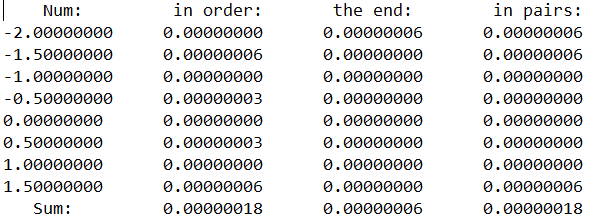 Num: in order: the end: in pairs:
-2.00000000 0.00000000 0.00000006 0.00000006
-1.50000000 0.00000006 0.00000000 0.00000006
-1.00000000 0.00000000 0.00000000 0.00000000
-0.50000000 0.00000003 0.00000000 0.00000000
0.00000000 0.00000000 0.00000000 0.00000000
0.50000000 0.00000003 0.00000000 0.00000000
1.00000000 0.00000000 0.00000000 0.00000000
1.50000000 0.00000006 0.00000000 0.00000006
Sum: 0.00000018 0.00000006 0.00000018